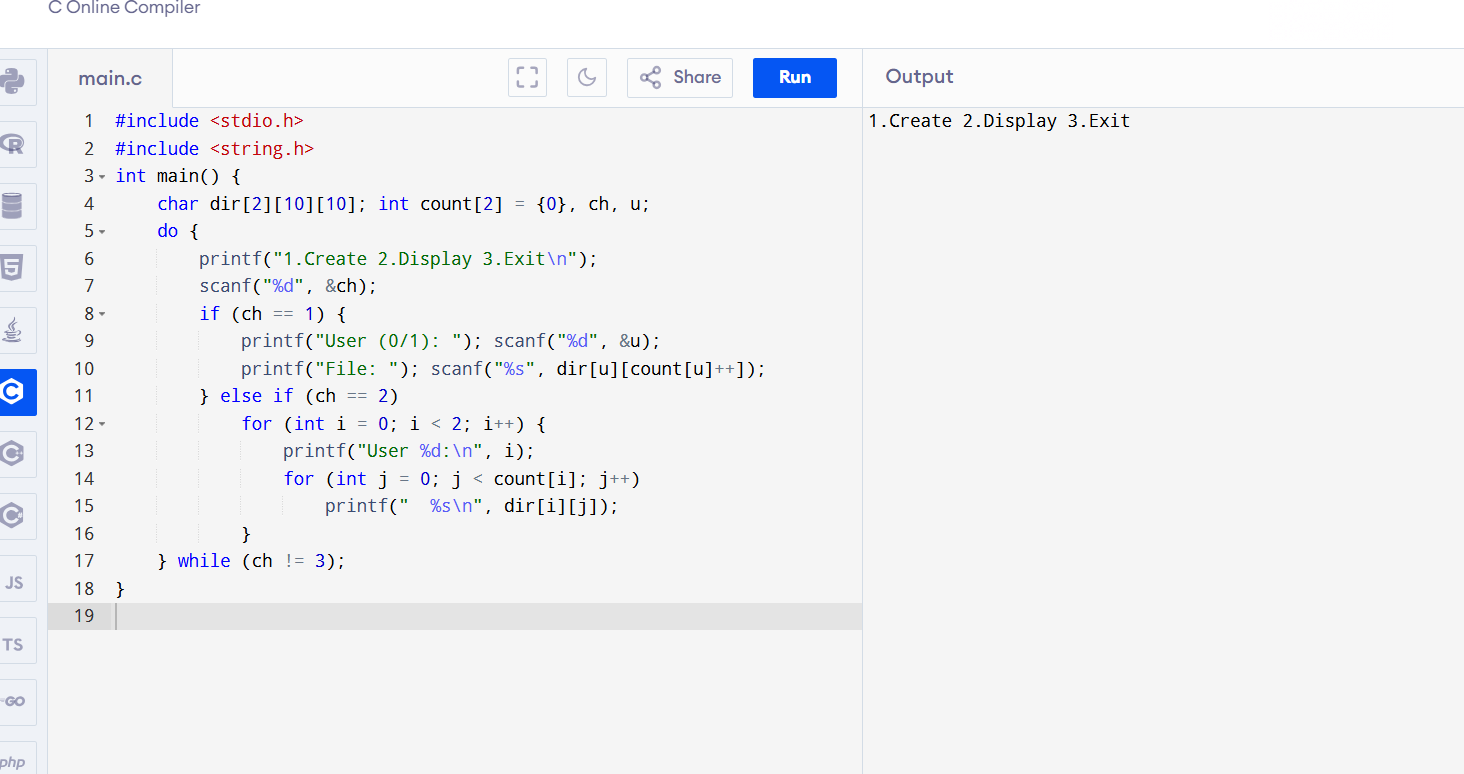 C Online Compiler
main.c
Share
Run
Output
1 #include <stdio.h>
2 #include <string.h>
3 int main() {
4     char dir[2][10][10]; int count[2] = {0}, ch, u;
5     do {
6         printf("1.Create 2.Display 3.Exit\n");
7         scanf("%d", &ch);
8         if (ch == 1) {
9             printf("User (0/1): "); scanf("%d", &u);
10             printf("File: "); scanf("%s", dir[u][count[u]++]);
11         } else if (ch == 2)
12             for (int i = 0; i < 2; i++) {
13                 printf("User %d:\n", i);
14                 for (int j = 0; j < count[i]; j++)
15                     printf("  %s\n", dir[i][j]);
16             }
17     } while (ch != 3);
18 }
19
1.Create 2.Display 3.Exit
R
5
C
C
C
JS
TS
GO
php